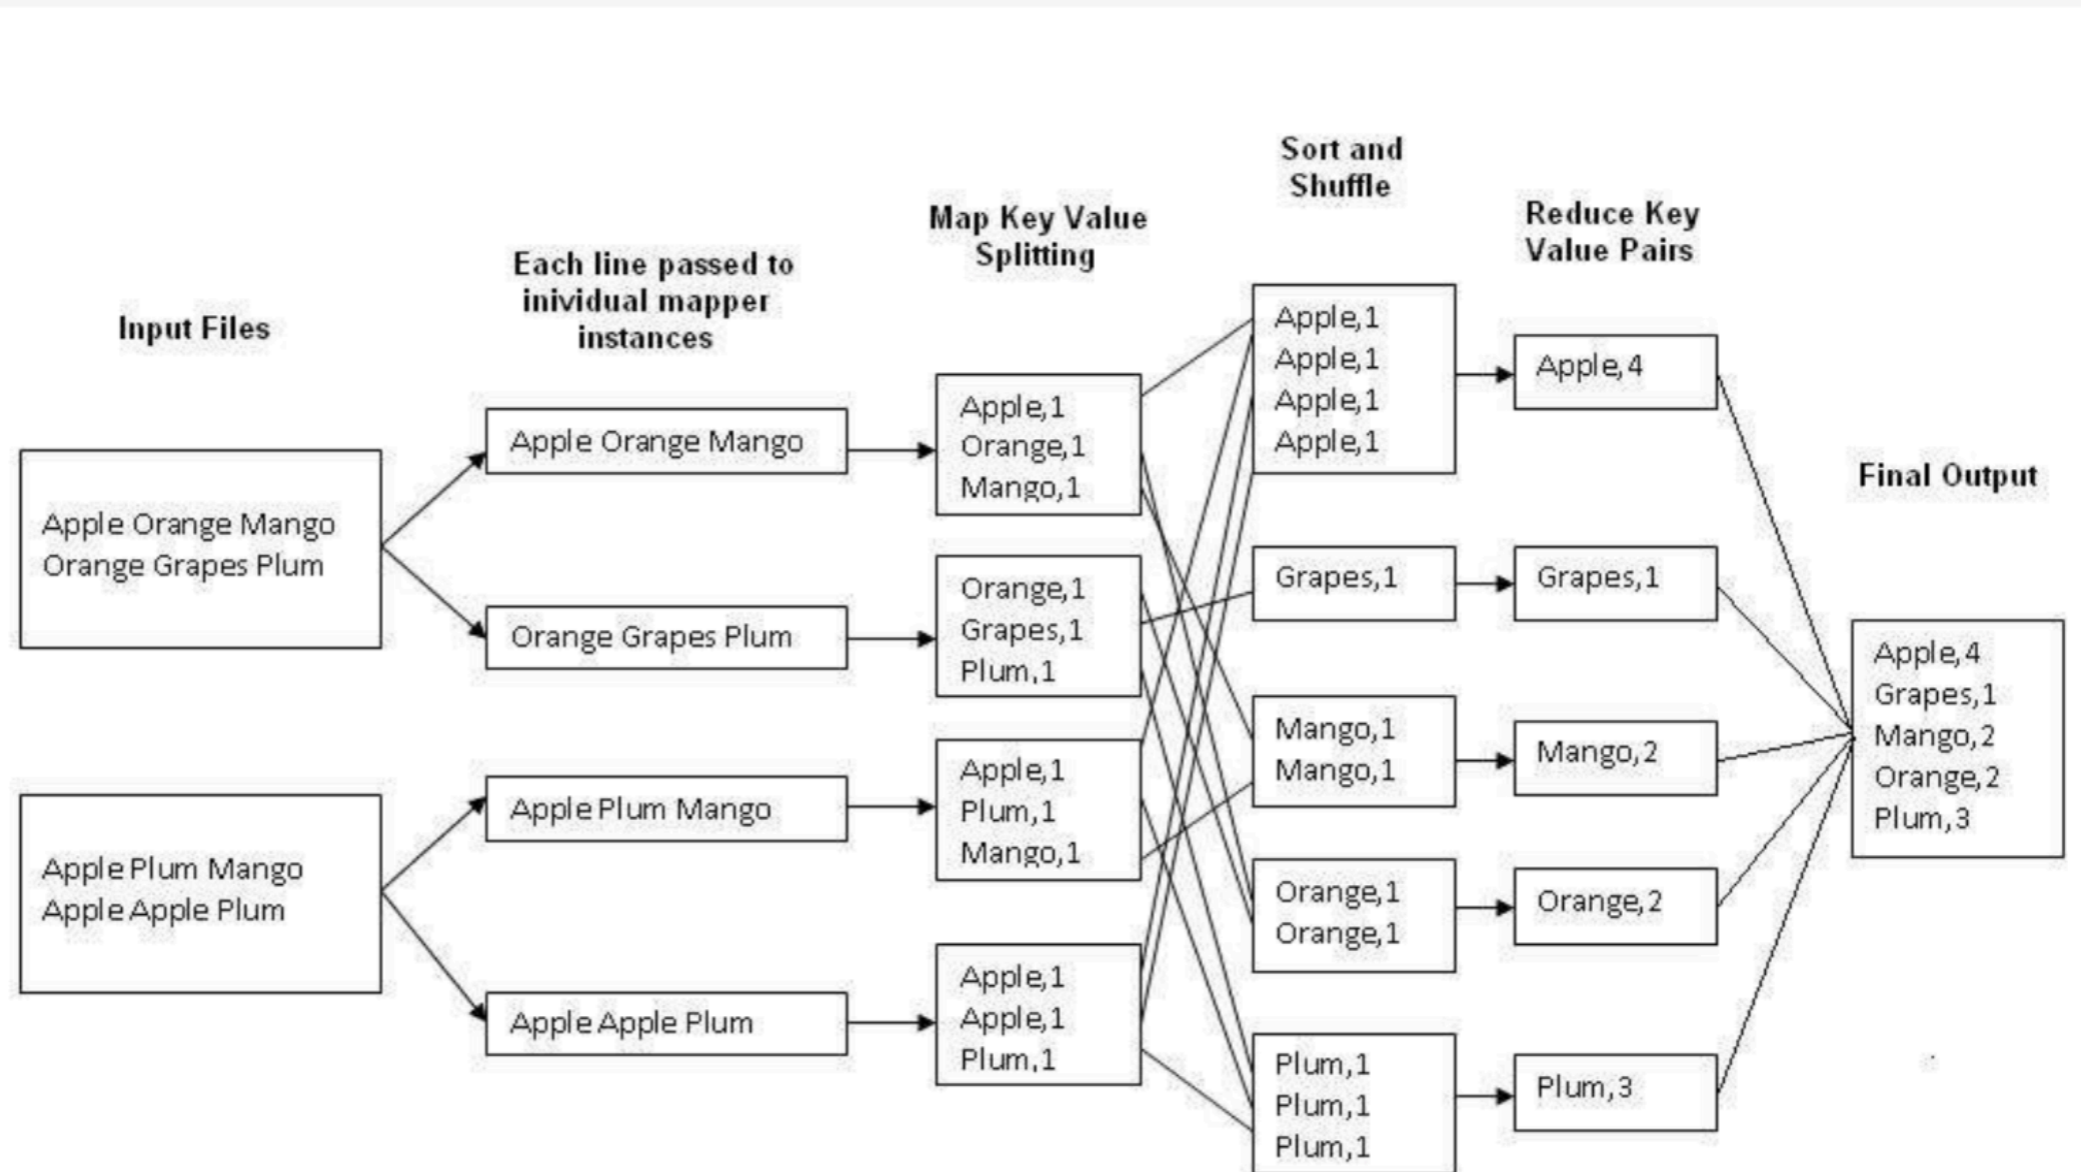 Input Files
Apple Orange Mango
Orange Grapes Plum
Apple Plum Mango
Apple Apple Plum
Each line passed to
inividual mapper
instances
Apple Orange Mango
Orange Grapes Plum
Apple Plum Mango
Apple Apple Plum
Map Key Value
Splitting
Apple,1
Orange,1
Mango,1
Orange,1
Grapes,1
Plum,1
Apple,1
Plum,1
Mango,1
Apple,1
Apple,1
Plum,1
Sort and
Shuffle
Apple,1
Apple,1
Apple,1
Apple,1
Grapes,1
Mango,1
Mango,1
Orange,1
Orange,1
Plum,1
Plum,1
Plum,1
Reduce Key
Value Pairs
Apple,4
Grapes,1
Mango,2
Orange,2
Plum,3
Final Output
Apple,4
Grapes,1
Mango,2
Orange,2
Plum,3